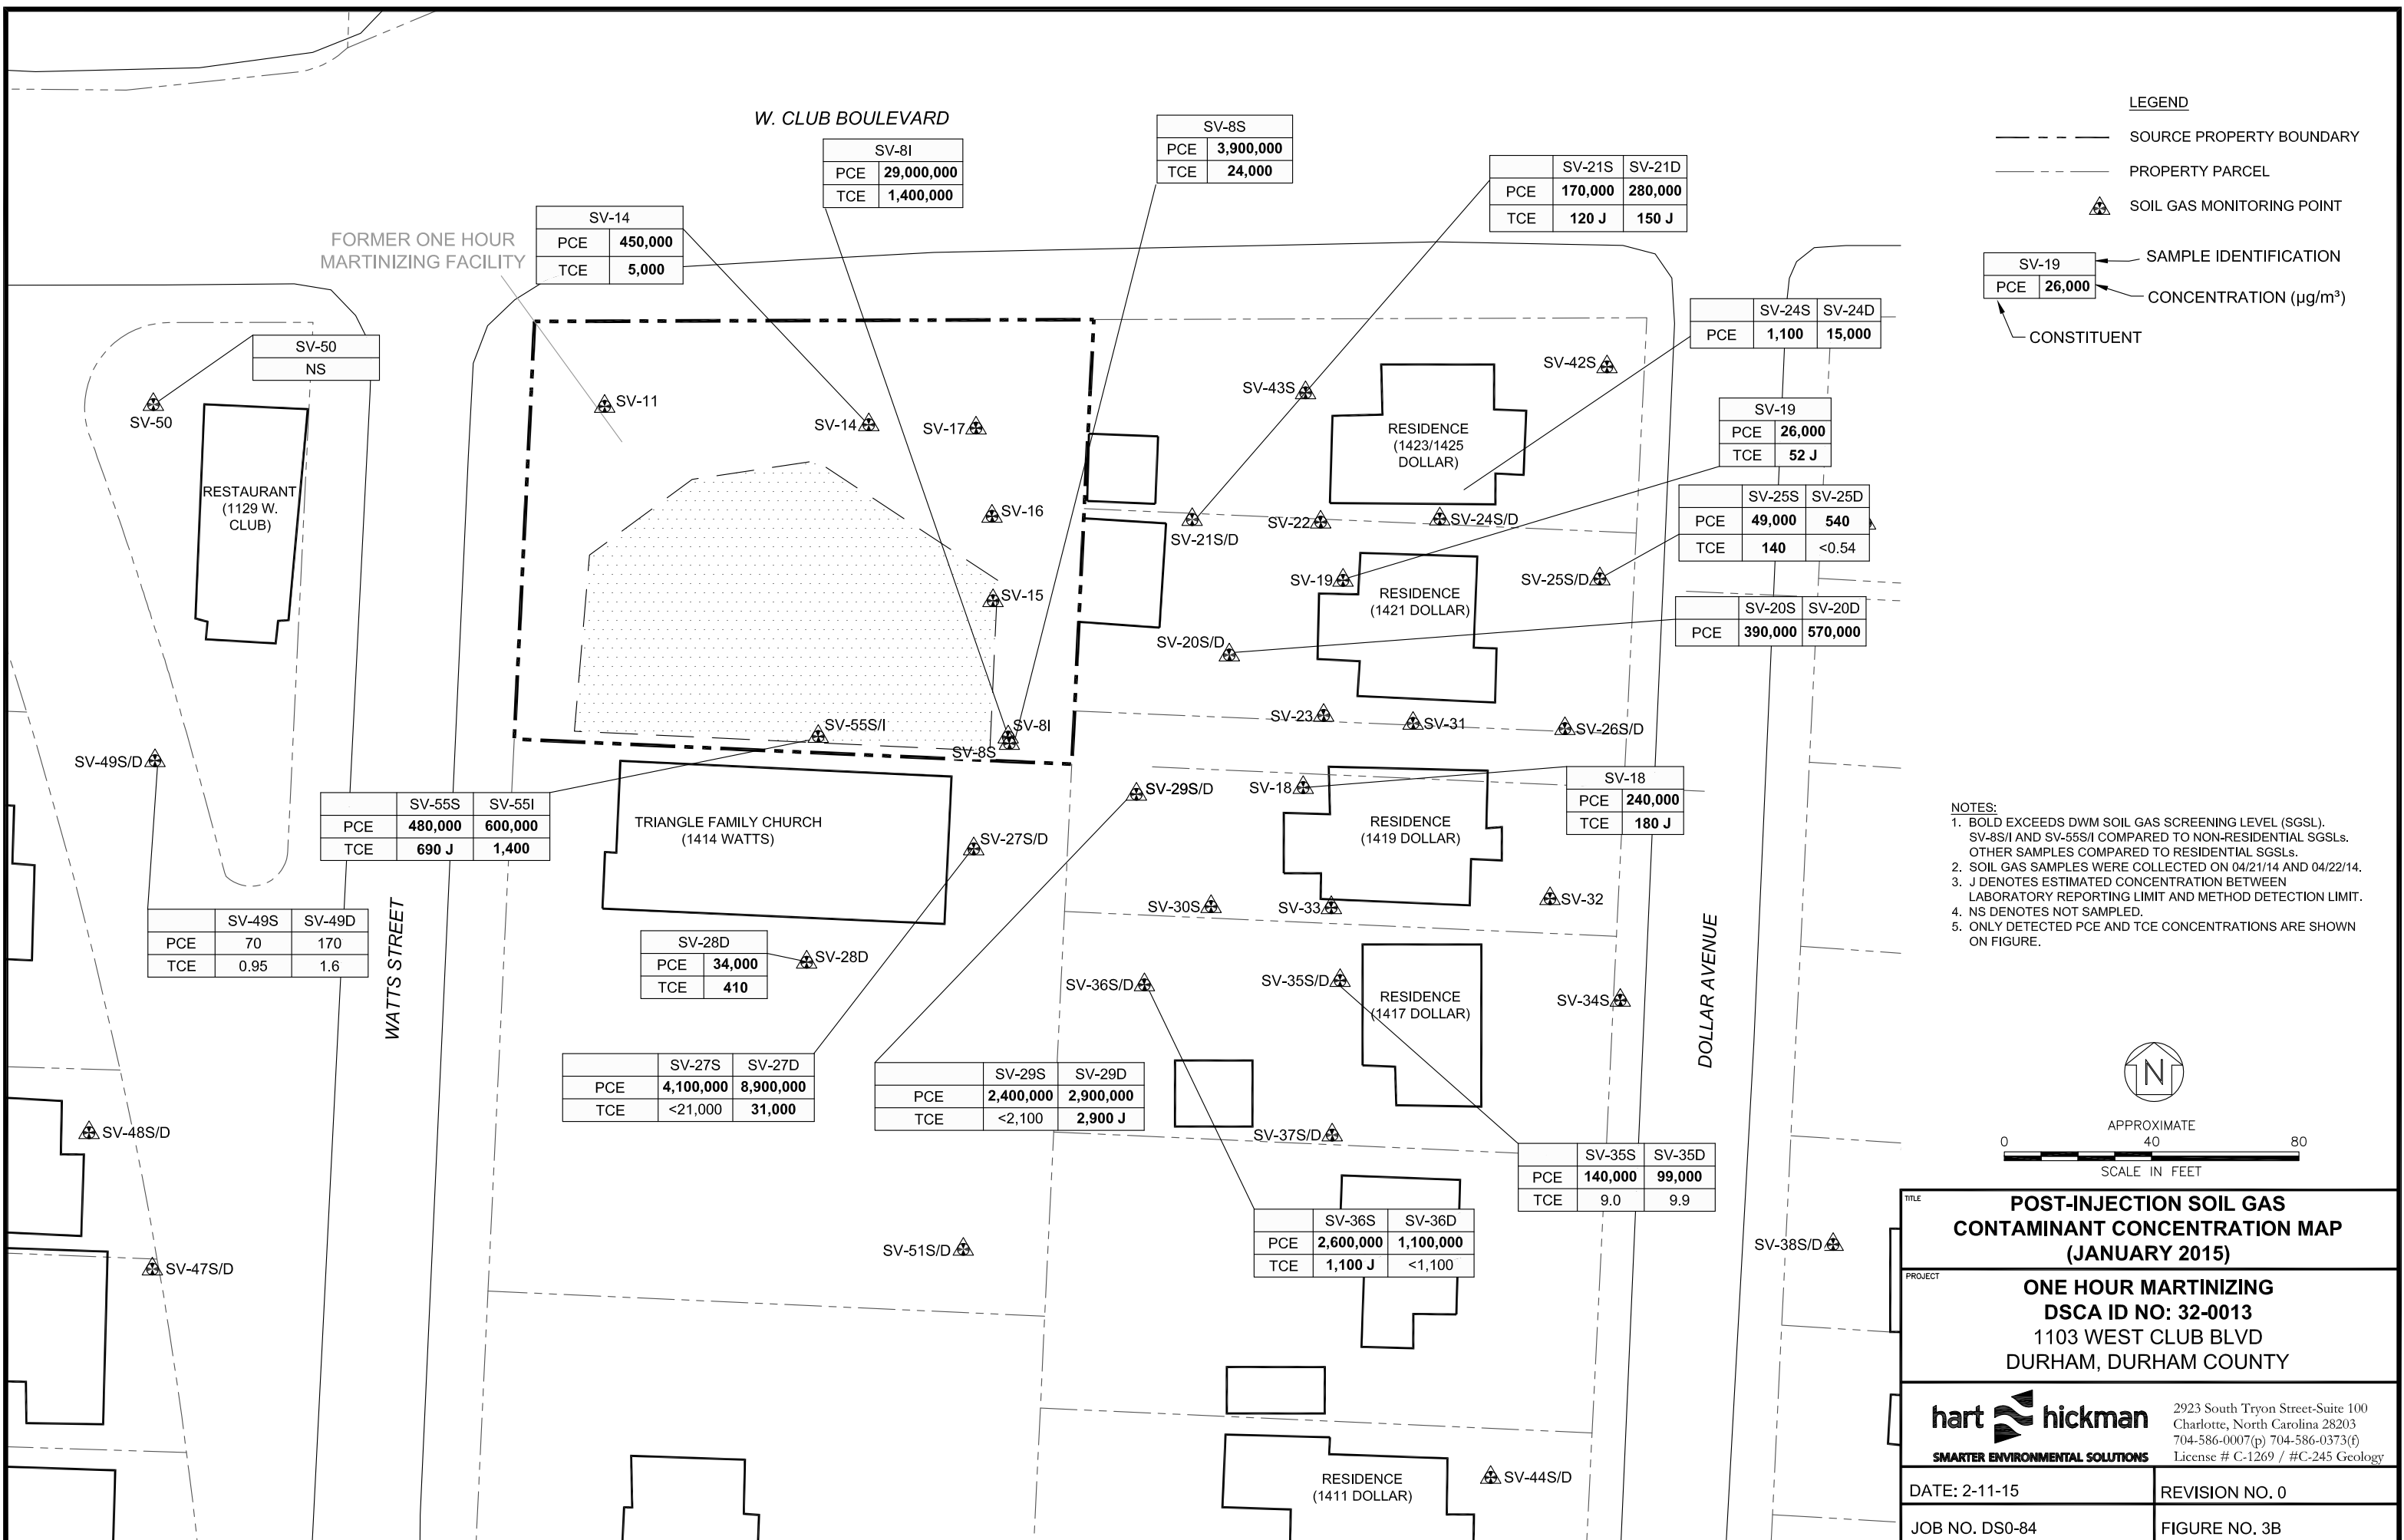 W. CLUB BOULEVARD
FORMER ONE HOUR
MARTINIZING FACILITY
SV-14
PCE 450,000
TCE 5,000
SV-8I
PCE 29,000,000
TCE 1,400,000
SV-8S
PCE 3,900,000
TCE 24,000
SV-21S SV-21D
PCE 170,000 280,000
TCE 120 J 150 J
LEGEND
SOURCE PROPERTY BOUNDARY
PROPERTY PARCEL
SOIL GAS MONITORING POINT
SV-19
PCE 26,000
SAMPLE IDENTIFICATION
CONCENTRATION (µg/m³)
CONSTITUENT
SV-24S SV-24D
PCE 1,100 15,000
SV-50
NS
SV-50
RESTAURANT
(1129 W.
CLUB)
SV-11
SV-14
SV-17
SV-16
SV-15
SV-43S
SV-42S
RESIDENCE
(1423/1425
DOLLAR)
SV-19
PCE 26,000
TCE 52 J
SV-25S SV-25D
PCE 49,000 540
TCE 140 <0.54
SV-21S/D
SV-22
SV-24S/D
SV-19
RESIDENCE
(1421 DOLLAR)
SV-25S/D
SV-20S SV-20D
PCE 390,000 570,000
SV-20S/D
SV-23
SV-31
SV-26S/D
SV-55S/I
SV-8I
SV-8S
SV-49S/D
SV-55S SV-55I
PCE 480,000 600,000
TCE 690 J 1,400
TRIANGLE FAMILY CHURCH
(1414 WATTS)
SV-27S/D
SV-29S/D
SV-18
RESIDENCE
(1419 DOLLAR)
SV-18
PCE 240,000
TCE 180 J
NOTES:
1. BOLD EXCEEDS DWM SOIL GAS SCREENING LEVEL (SGSL).
SV-8S/I AND SV-55S/I COMPARED TO NON-RESIDENTIAL SGSLs.
OTHER SAMPLES COMPARED TO RESIDENTIAL SGSLs.
2. SOIL GAS SAMPLES WERE COLLECTED ON 04/21/14 AND 04/22/14.
3. J DENOTES ESTIMATED CONCENTRATION BETWEEN
LABORATORY REPORTING LIMIT AND METHOD DETECTION LIMIT.
4. NS DENOTES NOT SAMPLED.
5. ONLY DETECTED PCE AND TCE CONCENTRATIONS ARE SHOWN
ON FIGURE.
SV-49S SV-49D
PCE 70 170
TCE 0.95 1.6
WATTS STREET
SV-28D
PCE 34,000
TCE 410
SV-28D
SV-30S
SV-33
SV-32
SV-36S/D
SV-35S/D
RESIDENCE
(1417 DOLLAR)
SV-34S
DOLLAR AVENUE
SV-27S SV-27D
PCE 4,100,000 8,900,000
TCE <21,000 31,000
SV-29S SV-29D
PCE 2,400,000 2,900,000
TCE <2,100 2,900 J
SV-48S/D
SV-37S/D
SV-35S SV-35D
PCE 140,000 99,000
TCE 9.0 9.9
SV-36S SV-36D
PCE 2,600,000 1,100,000
TCE 1,100 J <1,100
SV-47S/D
SV-51S/D
SV-38S/D
RESIDENCE
(1411 DOLLAR)
SV-44S/D
N
APPROXIMATE
0 40 80
SCALE IN FEET
TITLE
POST-INJECTION SOIL GAS
CONTAMINANT CONCENTRATION MAP
(JANUARY 2015)
PROJECT
ONE HOUR MARTINIZING
DSCA ID NO: 32-0013
1103 WEST CLUB BLVD
DURHAM, DURHAM COUNTY
hart hickman
SMARTER ENVIRONMENTAL SOLUTIONS
2923 South Tryon Street-Suite 100
Charlotte, North Carolina 28203
704-586-0007(p) 704-586-0373(f)
License # C-1269 / #C-245 Geology
DATE: 2-11-15
REVISION NO. 0
JOB NO. DS0-84
FIGURE NO. 3B